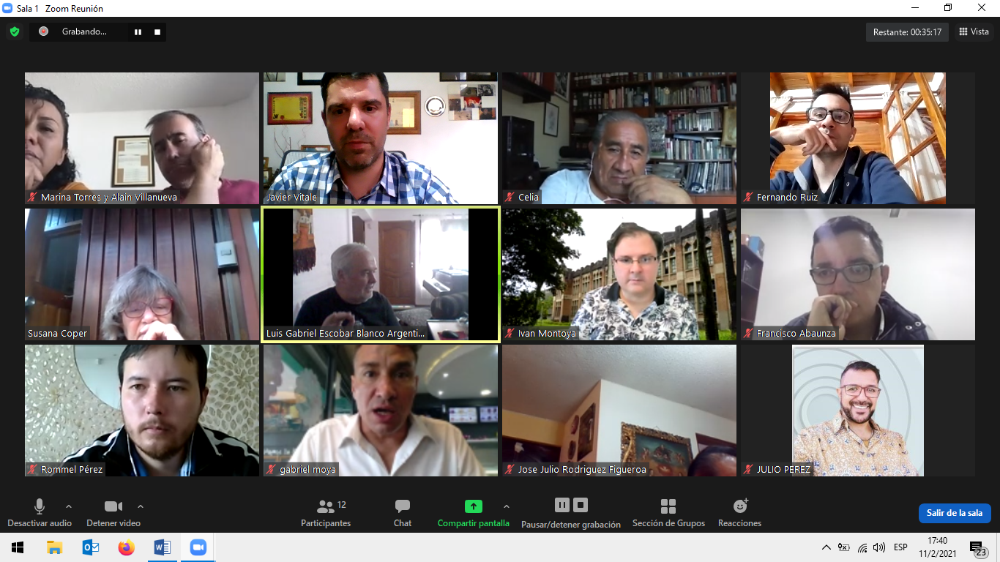 Sala 1 Zoom Reunión
Grabando...
Restante: 00:35:17
Vista
Marina Torres y Alain Villanueva
Javier Vitale
Celia
Fernando Ruiz
Susana Coper
Luis Gabriel Escobar Blanco Argenti...
Ivan Montoya
Francisco Abaunza
Rommel Pérez
gabriel moya
Jose Julio Rodriguez Figueroa
JULIO PEREZ
Desactivar audio
Detener video
12
Participantes
Chat
Compartir pantalla
Pausar/detener grabación
Sección de Grupos
Reacciones
Salir de la sala
ESP
17:40
11/2/2021
23